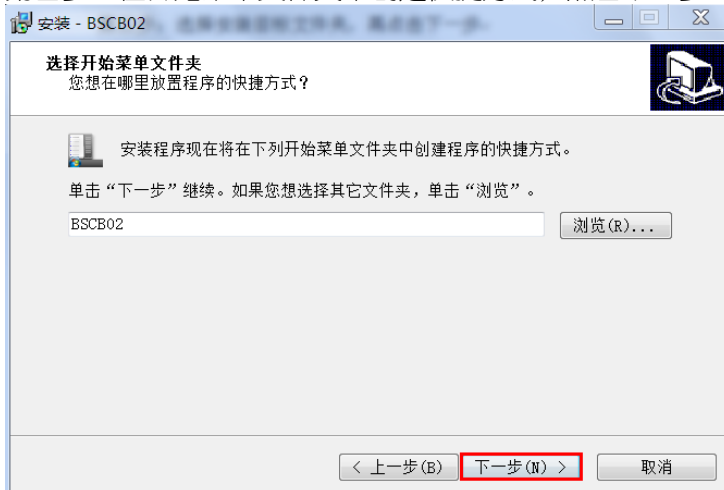 安装 - BSCB02
选择开始菜单文件夹
您想在哪里放置程序的快捷方式?
安装程序现在将在下列开始菜单文件夹中创建程序的快捷方式。
单击“下一步”继续。如果您想选择其它文件夹,单击“浏览”。
BSCB02
浏览(R)...
< 上一步(B)
下一步(N) >
取消